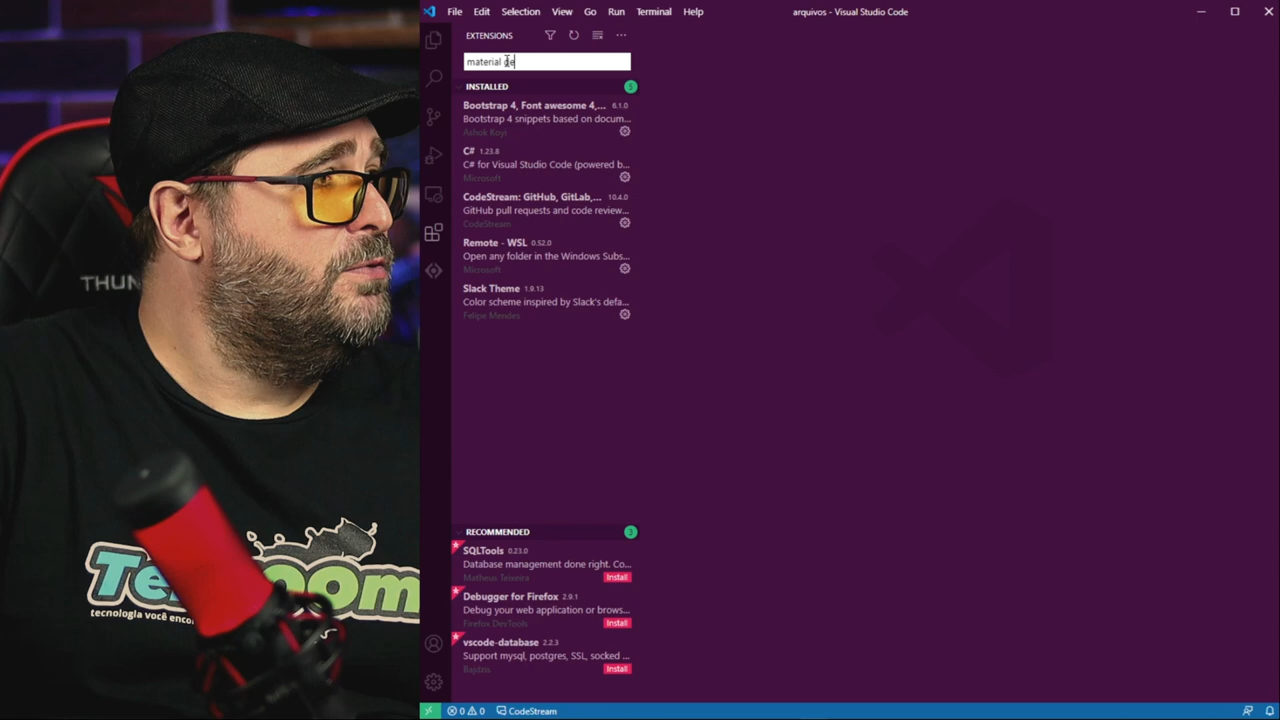 File Edit Selection View Go Run Terminal Help
arquivos - Visual Studio Code
EXTENSIONS
material de
INSTALLED 5
Bootstrap 4, Font awesome 4,... 6.1.0
Bootstrap 4 snippets based on docum...
Ashok Koyi
C# 1.23.8
C# for Visual Studio Code (powered b...
Microsoft
CodeStream: GitHub, GitLab,... 10.4.0
GitHub pull requests and code review...
CodeStream
Remote - WSL 0.52.0
Open any folder in the Windows Subs...
Microsoft
Slack Theme 1.9.13
Color scheme inspired by Slack's defa...
Felipe Mendes
RECOMMENDED 3
SQLTools 0.23.0
Database management done right. Co...
Matheus Teixeira Install
Debugger for Firefox 2.9.1
Debug your web application or brows...
Firefox DevTools Install
vscode-database 2.2.3
Support mysql, postgres, SSL, socked ...
Bajdzis Install
0 0 CodeStream
THUN
tecnologia você enco